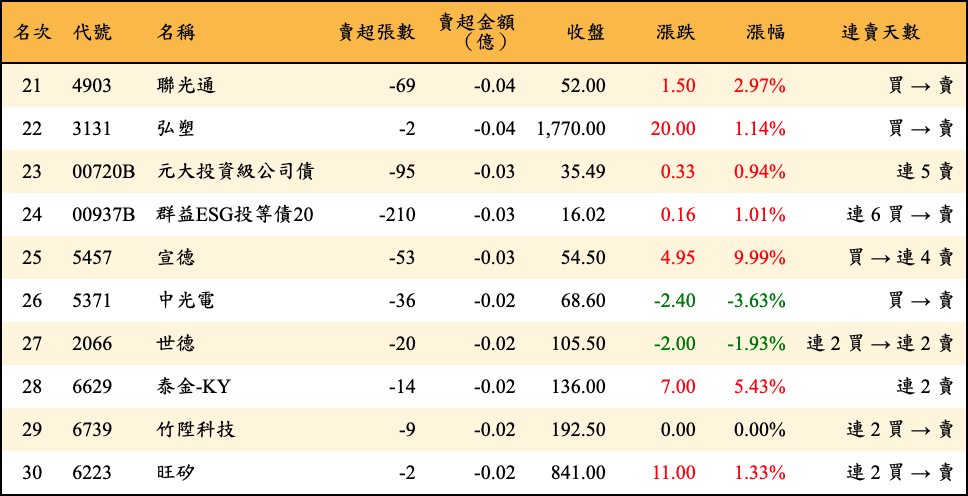 名次 代號 名稱 賣超張數 賣超金額（億） 收盤 漲跌 漲幅 連賣天數
21 4903 聯光通 -69 -0.04 52.00 1.50 2.97% 買→賣
22 3131 弘塑 -2 -0.04 1,770.00 20.00 1.14% 買→賣
23 00720B 元大投資級公司債 -95 -0.03 35.49 0.33 0.94% 連5賣
24 00937B 群益ESG投等債20 -210 -0.03 16.02 0.16 1.01% 連6買→賣
25 5457 宣德 -53 -0.03 54.50 4.95 9.99% 買→連4賣
26 5371 中光電 -36 -0.02 68.60 -2.40 -3.63% 買→賣
27 2066 世德 -20 -0.02 105.50 -2.00 -1.93% 連2買→連2賣
28 6629 泰金-KY -14 -0.02 136.00 7.00 5.43% 連2賣
29 6739 竹陞科技 -9 -0.02 192.50 0.00 0.00% 連2買→賣
30 6223 旺矽 -2 -0.02 841.00 11.00 1.33% 連2買→賣